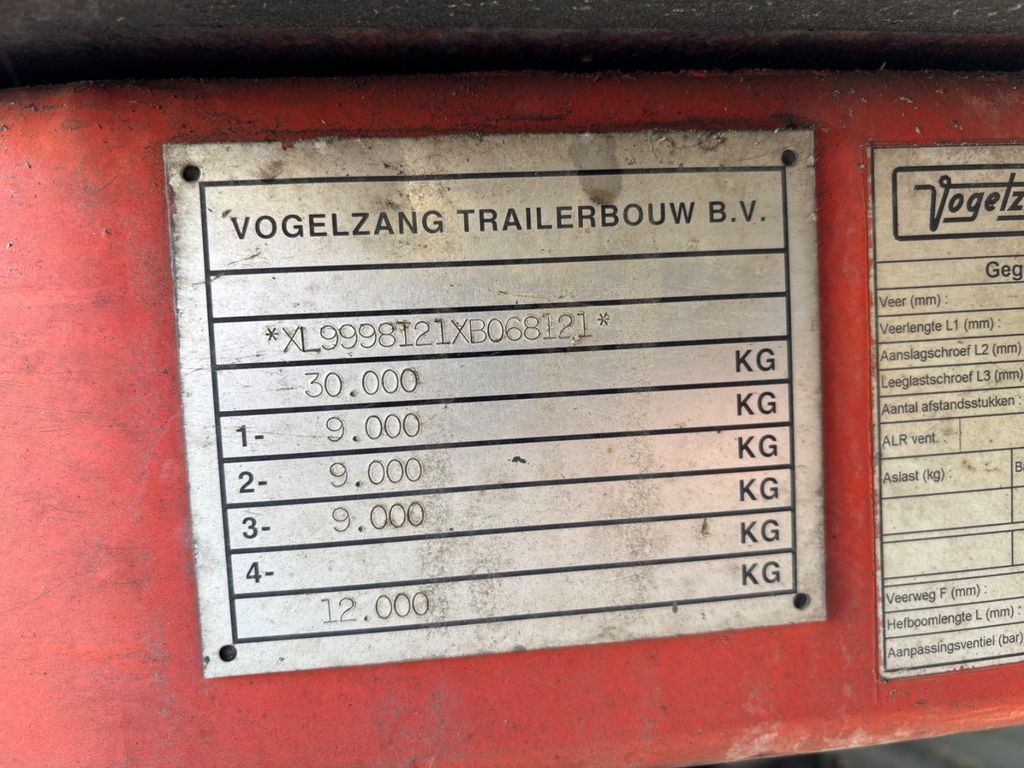 VOGELZANG TRAILERBOUW B.V.
*XL9998121XB068121*
30.000 KG
1- 9.000 KG
2- 9.000 KG
3- 9.000 KG
4- KG
12.000 KG
Vogelz
Geg
Veer (mm) :
Veerlengte L1 (mm) :
Aanslagschroef L2 (mm)
Leeglastschroef L3 (mm)
Aantal afstandsstukken :
ALR vent. :
Aslast (kg) :
Veerweg F (mm) :
Hefboomlengte L (mm) :
Aanpassingsventiel (bar)